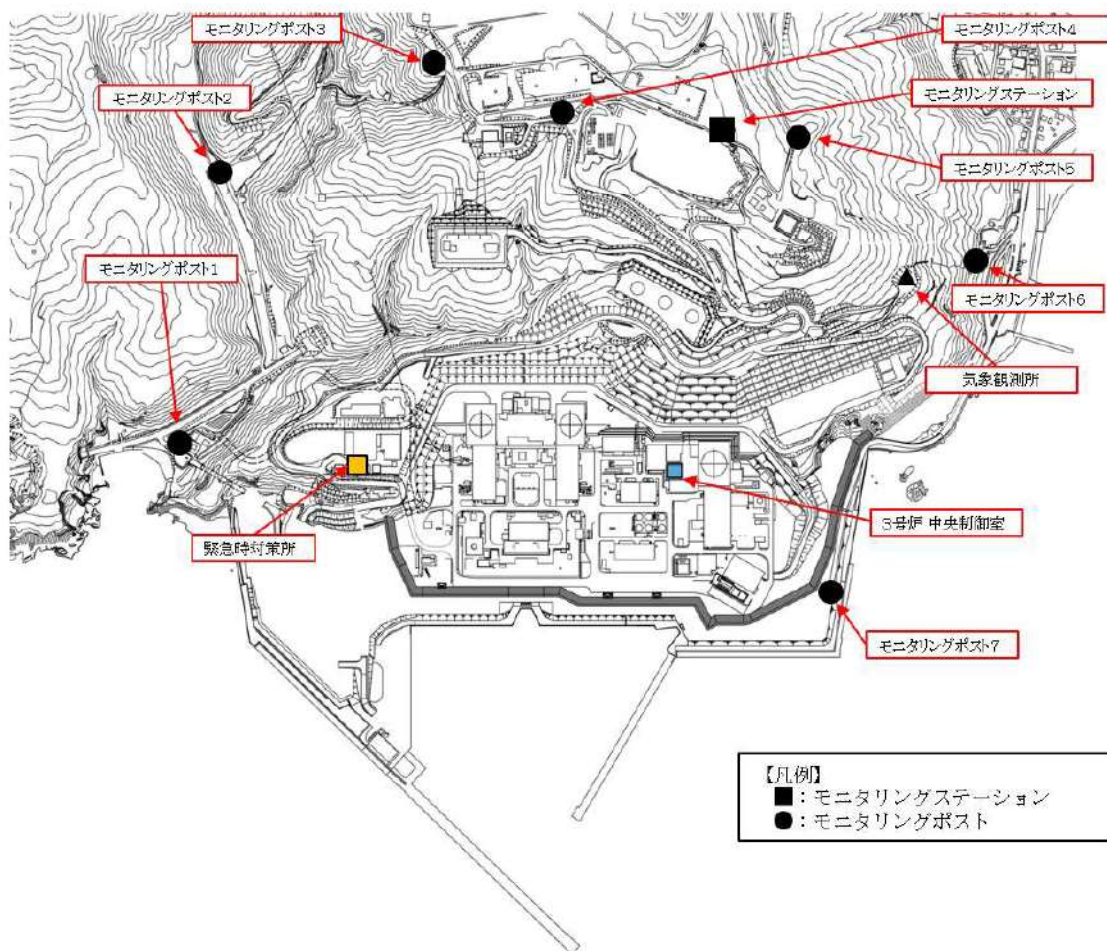 モニタリングポスト3
モニタリングポスト4
モニタリングポスト2
モニタリングステーション
モニタリングポスト5
モニタリングポスト1
モニタリングポスト6
気象観測所
3号炉 中央制御室
緊急時対策所
モニタリングポスト7
【凡例】
■：モニタリングステーション
●：モニタリングポスト